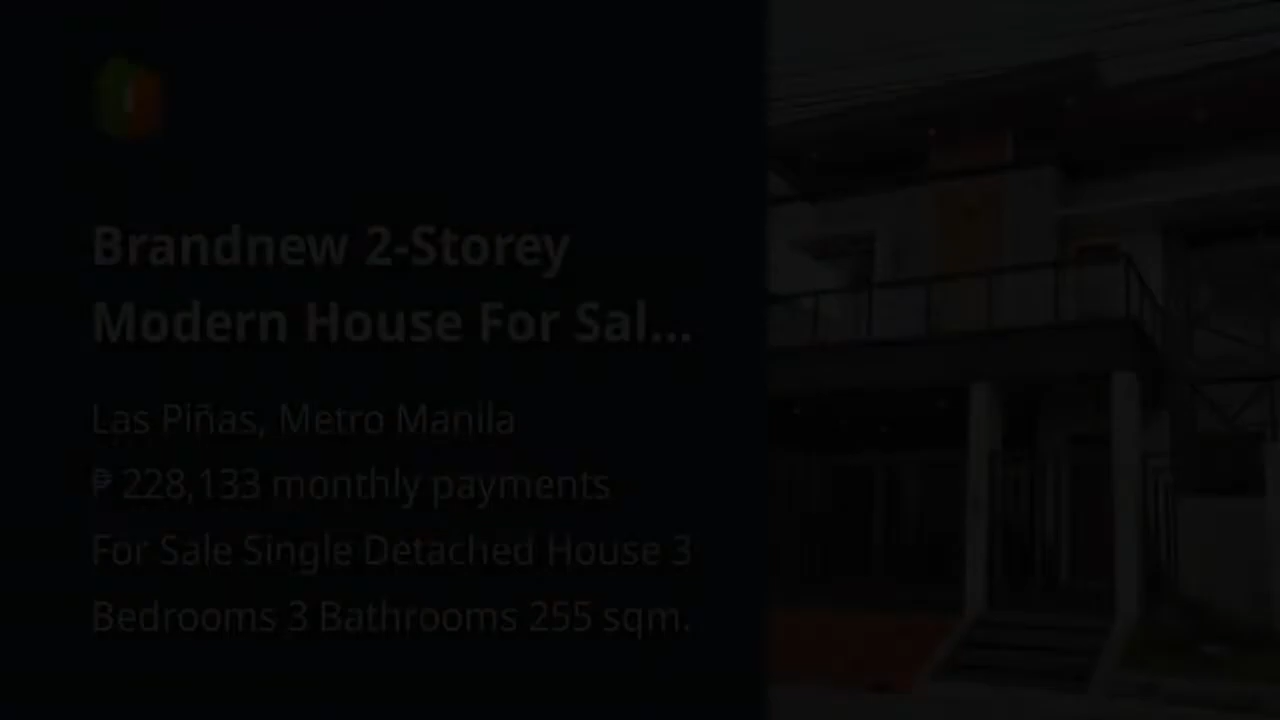 Brandnew 2-Storey
Modern House For Sal...
Las Piñas, Metro Manila
₱ 228,133 monthly payments
For Sale Single Detached House 3
Bedrooms 3 Bathrooms 255 sqm.